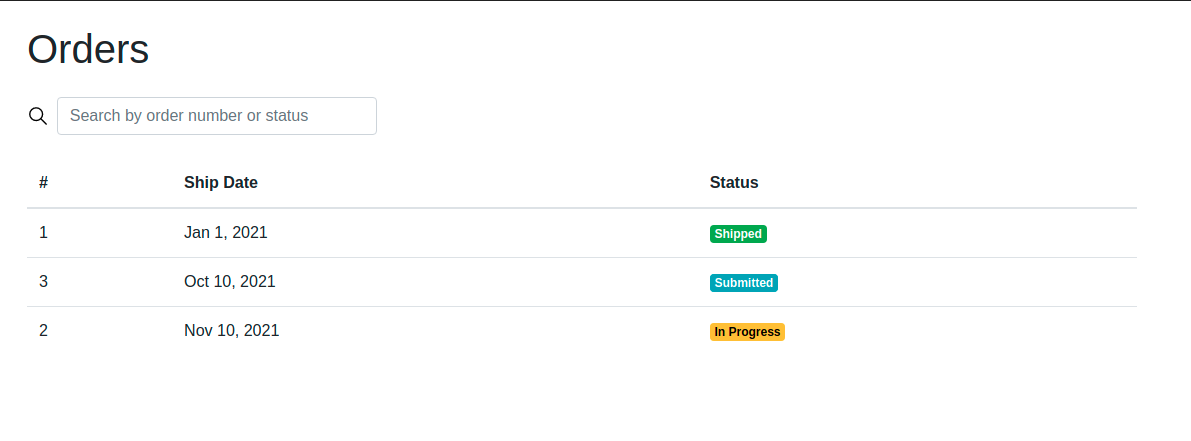 Orders
Search by order number or status
# Ship Date Status
1 Jan 1, 2021 Shipped
3 Oct 10, 2021 Submitted
2 Nov 10, 2021 In Progress